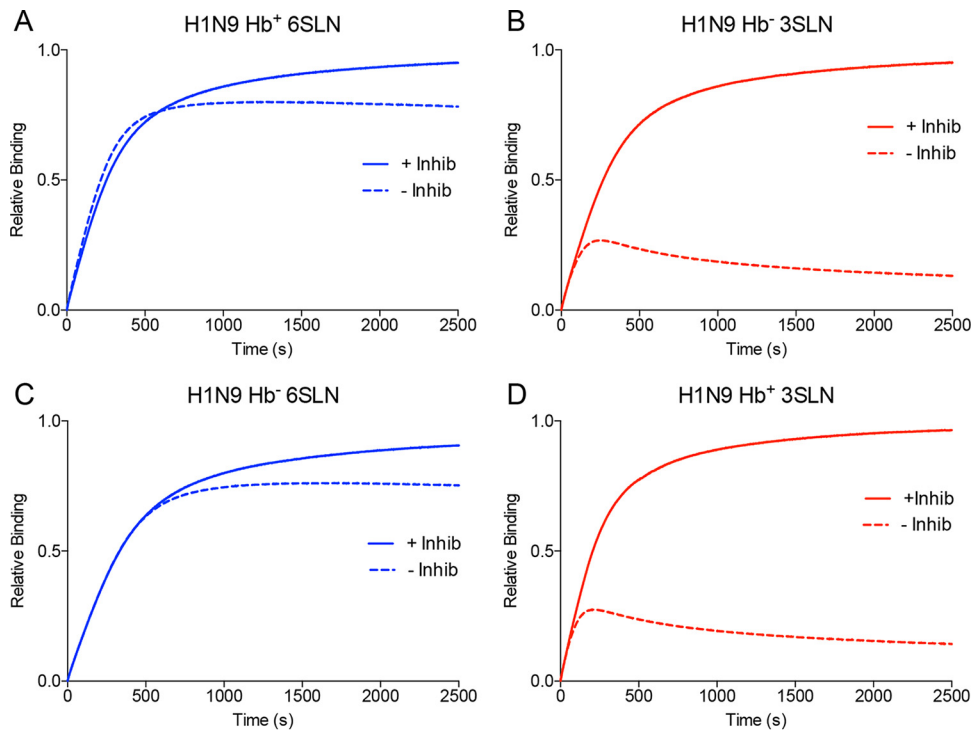 A
H1N9 Hb⁺ 6SLN
1.0
0.5
0.0
Relative Binding
+ Inhib
- Inhib
0 500 1000 1500 2000 2500
Time (s)
B
H1N9 Hb⁻ 3SLN
1.0
0.5
0.0
Relative Binding
+ Inhib
- Inhib
0 500 1000 1500 2000 2500
Time (s)
C
H1N9 Hb⁻ 6SLN
1.0
0.5
0.0
Relative Binding
+ Inhib
- Inhib
0 500 1000 1500 2000 2500
Time (s)
D
H1N9 Hb⁺ 3SLN
1.0
0.5
0.0
Relative Binding
+Inhib
- Inhib
0 500 1000 1500 2000 2500
Time (s)